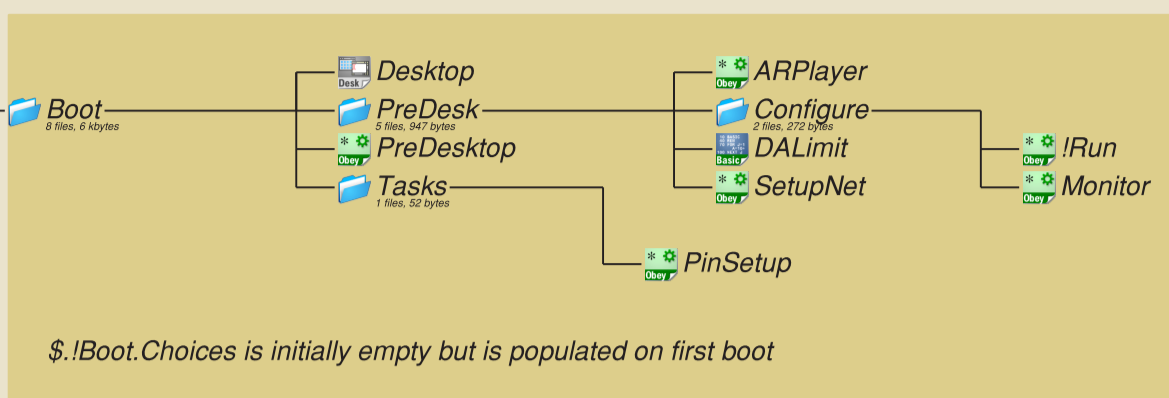 Desktop
Desk
ARPlayer
Obey
Boot
8 files, 6 kbytes
PreDesk
5 files, 947 bytes
Configure
2 files, 272 bytes
PreDesktop
Obey
DALimit
Basic
!Run
Obey
Tasks
1 files, 52 bytes
SetupNet
Obey
Monitor
Obey
PinSetup
Obey
$.!Boot.Choices is initially empty but is populated on first boot